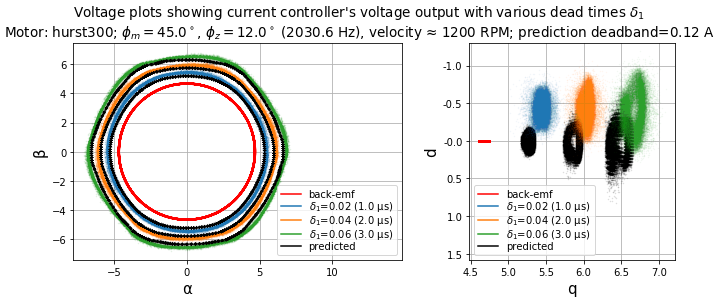 Voltage plots showing current controller's voltage output with various dead times δ₁
Motor: hurst300; ϕₘ = 45.0°, ϕ_z = 12.0° (2030.6 Hz), velocity ≈ 1200 RPM; prediction deadband=0.12 A
6
4
2
0
−2
−4
−6
β
−5
0
5
10
α
back-emf
δ₁=0.02 (1.0 μs)
δ₁=0.04 (2.0 μs)
δ₁=0.06 (3.0 μs)
predicted
-1.0
-0.5
-0.0
0.5
1.0
1.5
d
4.5
5.0
5.5
6.0
6.5
7.0
q
back-emf
δ₁=0.02 (1.0 μs)
δ₁=0.04 (2.0 μs)
δ₁=0.06 (3.0 μs)
predicted